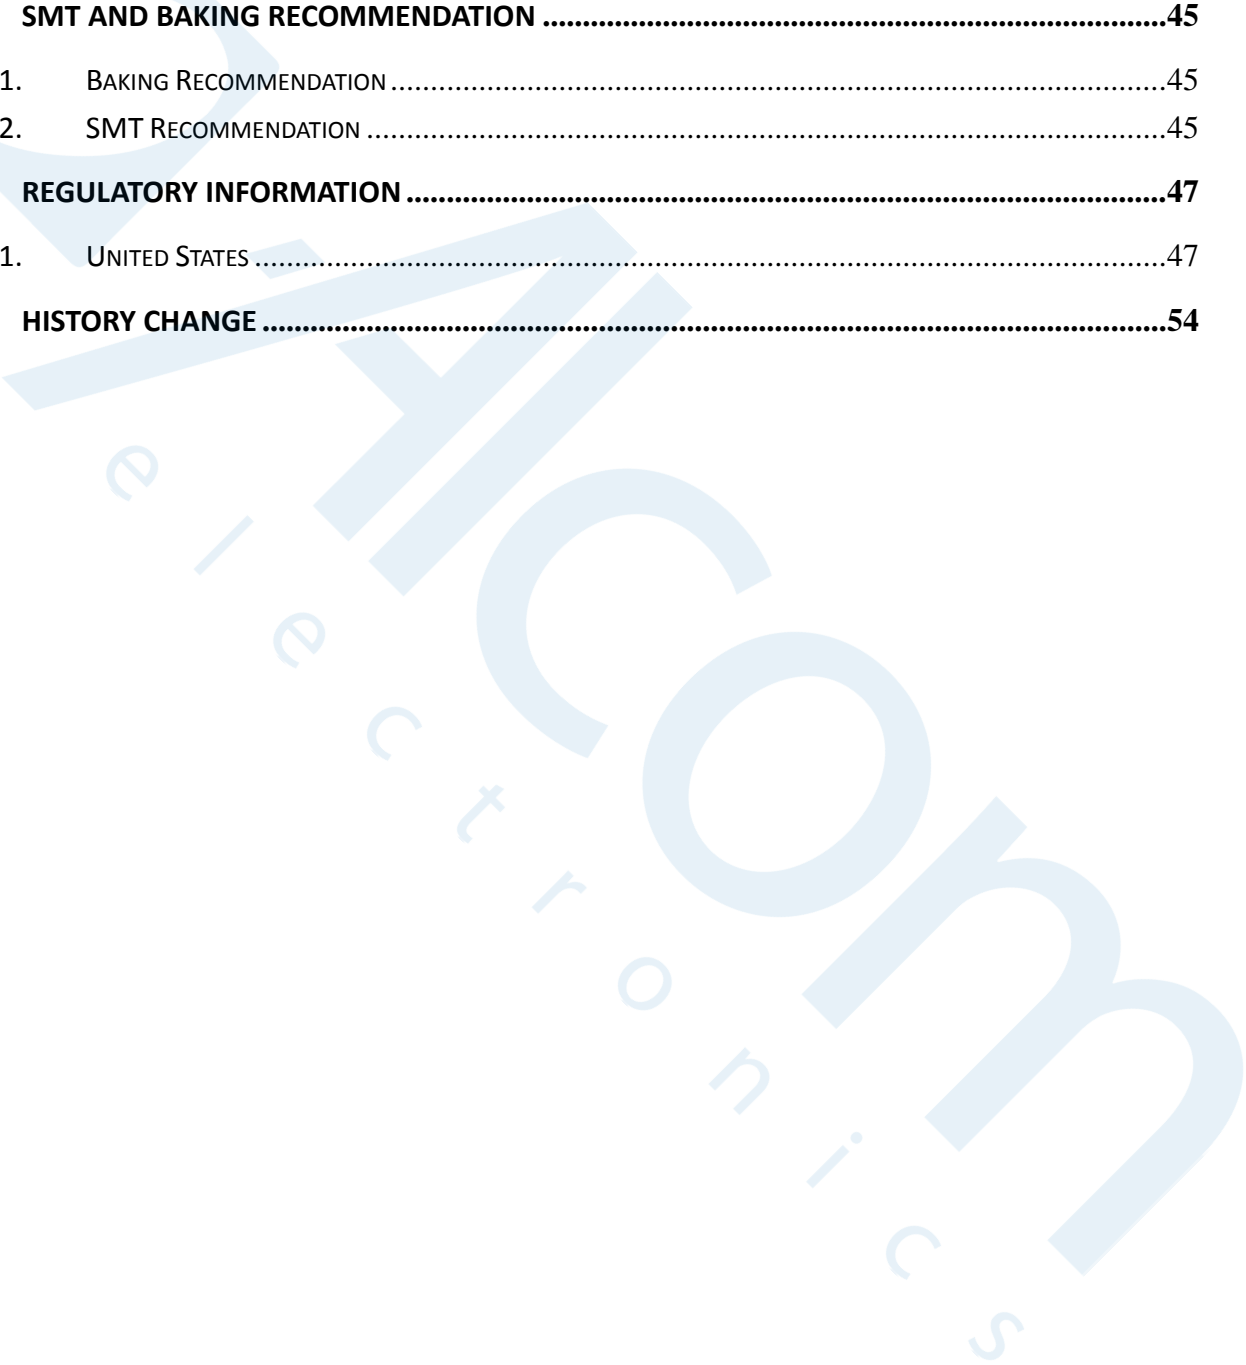 SMT AND BAKING RECOMMENDATION ........................................................................45
1. BAKING RECOMMENDATION ........................................................................45
2. SMT RECOMMENDATION ........................................................................45
REGULATORY INFORMATION ........................................................................47
1. UNITED STATES ........................................................................47
HISTORY CHANGE ........................................................................54
AIcom
electronics